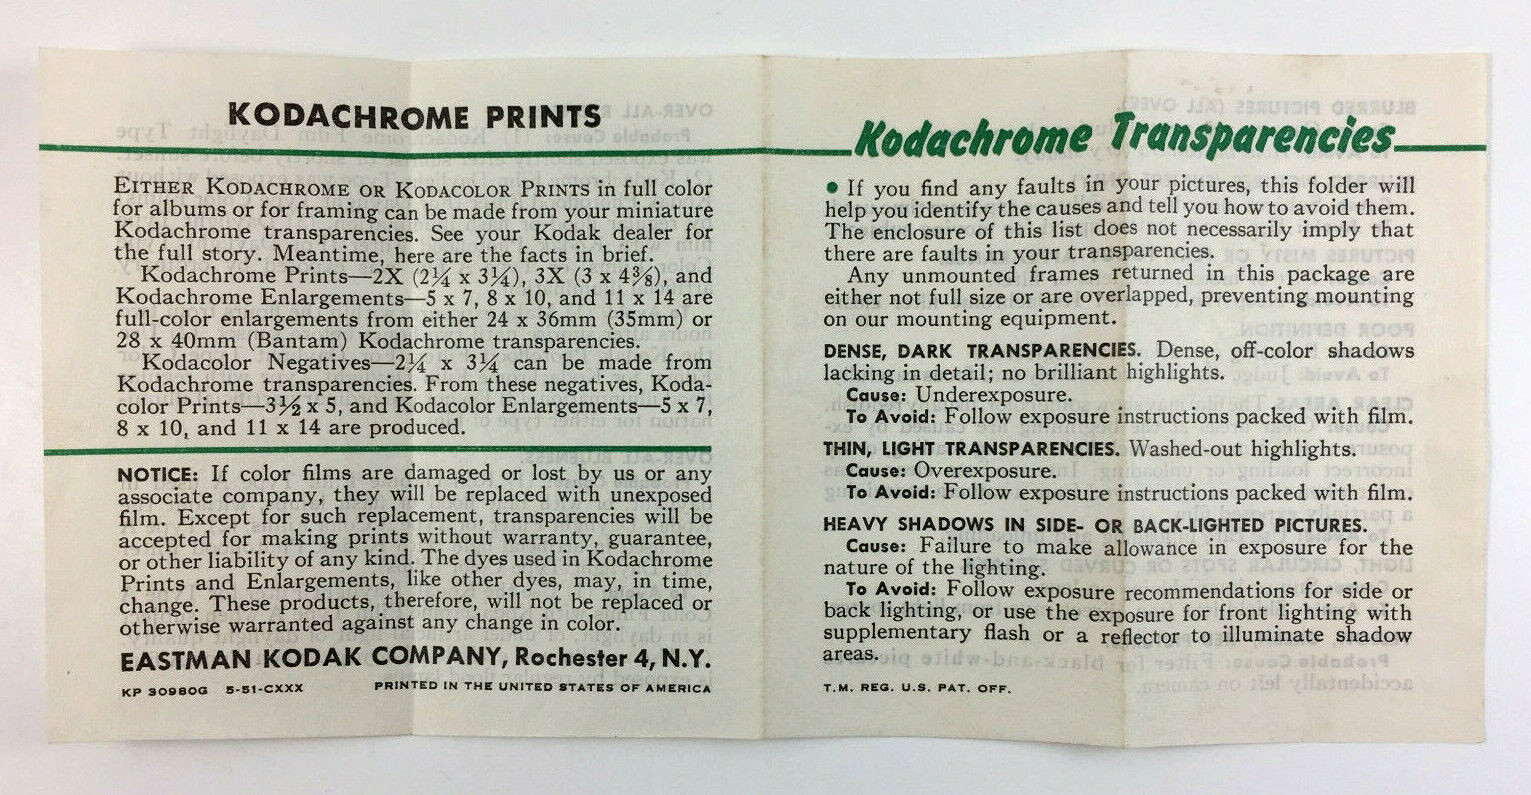 KODACHROME PRINTS
EITHER KODACHROME OR KODACOLOR PRINTS in full color
for albums or for framing can be made from your miniature
Kodachrome transparencies. See your Kodak dealer for
the full story. Meantime, here are the facts in brief.
Kodachrome Prints—2X (2¼ x 3¼), 3X (3 x 4⅜), and
Kodachrome Enlargements—5 x 7, 8 x 10, and 11 x 14 are
full-color enlargements from either 24 x 36mm (35mm) or
28 x 40mm (Bantam) Kodachrome transparencies.
Kodacolor Negatives—2¼ x 3¼ can be made from
Kodachrome transparencies. From these negatives, Koda-
color Prints—3½ x 5, and Kodacolor Enlargements—5 x 7,
8 x 10, and 11 x 14 are produced.
NOTICE: If color films are damaged or lost by us or any
associate company, they will be replaced with unexposed
film. Except for such replacement, transparencies will be
accepted for making prints without warranty, guarantee,
or other liability of any kind. The dyes used in Kodachrome
Prints and Enlargements, like other dyes, may, in time,
change. These products, therefore, will not be replaced or
otherwise warranted against any change in color.
EASTMAN KODAK COMPANY, Rochester 4, N.Y.
KP 30980G 5-51-CXXX PRINTED IN THE UNITED STATES OF AMERICA
Kodachrome Transparencies
• If you find any faults in your pictures, this folder will
help you identify the causes and tell you how to avoid them.
The enclosure of this list does not necessarily imply that
there are faults in your transparencies.
Any unmounted frames returned in this package are
either not full size or are overlapped, preventing mounting
on our mounting equipment.
DENSE, DARK TRANSPARENCIES. Dense, off-color shadows
lacking in detail; no brilliant highlights.
Cause: Underexposure.
To Avoid: Follow exposure instructions packed with film.
THIN, LIGHT TRANSPARENCIES. Washed-out highlights.
Cause: Overexposure.
To Avoid: Follow exposure instructions packed with film.
HEAVY SHADOWS IN SIDE- OR BACK-LIGHTED PICTURES.
Cause: Failure to make allowance in exposure for the
nature of the lighting.
To Avoid: Follow exposure recommendations for side or
back lighting, or use the exposure for front lighting with
supplementary flash or a reflector to illuminate shadow
areas.
T.M. REG. U.S. PAT. OFF.